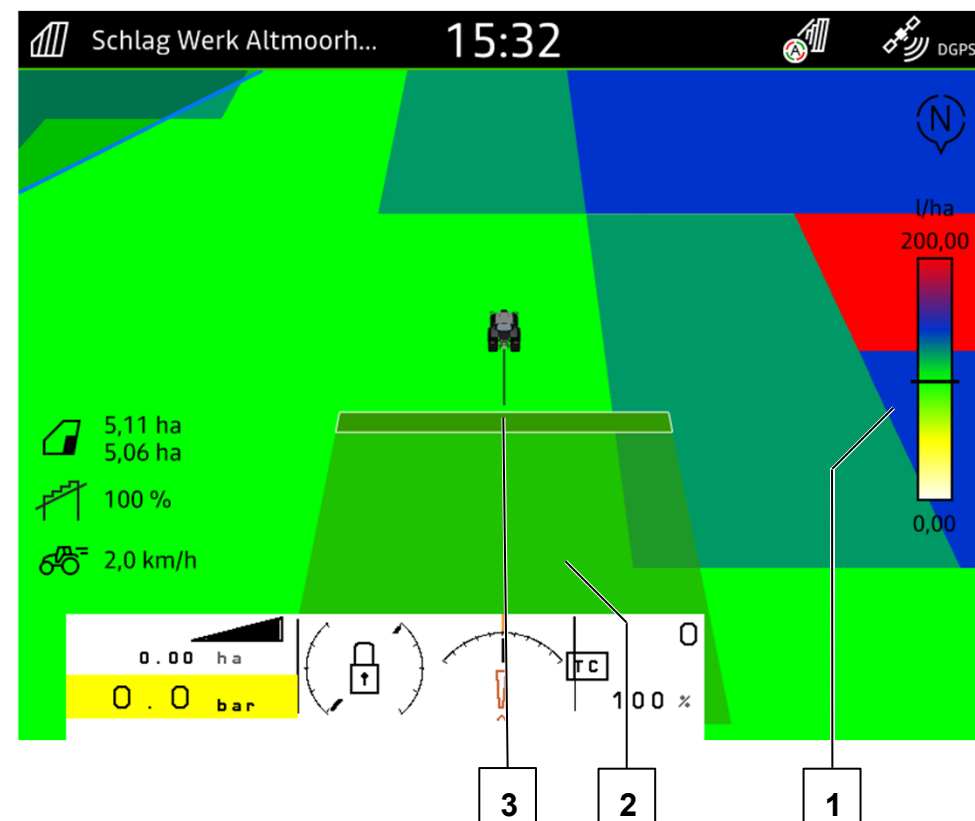 Schlag Werk Altmoorh... 15:32 A DGPS
N
l/ha
200,00
5,11 ha
5,06 ha
100 %
0,00
2,0 km/h
0.00 ha
0.0 bar
TC
0
100 %
3 2 1